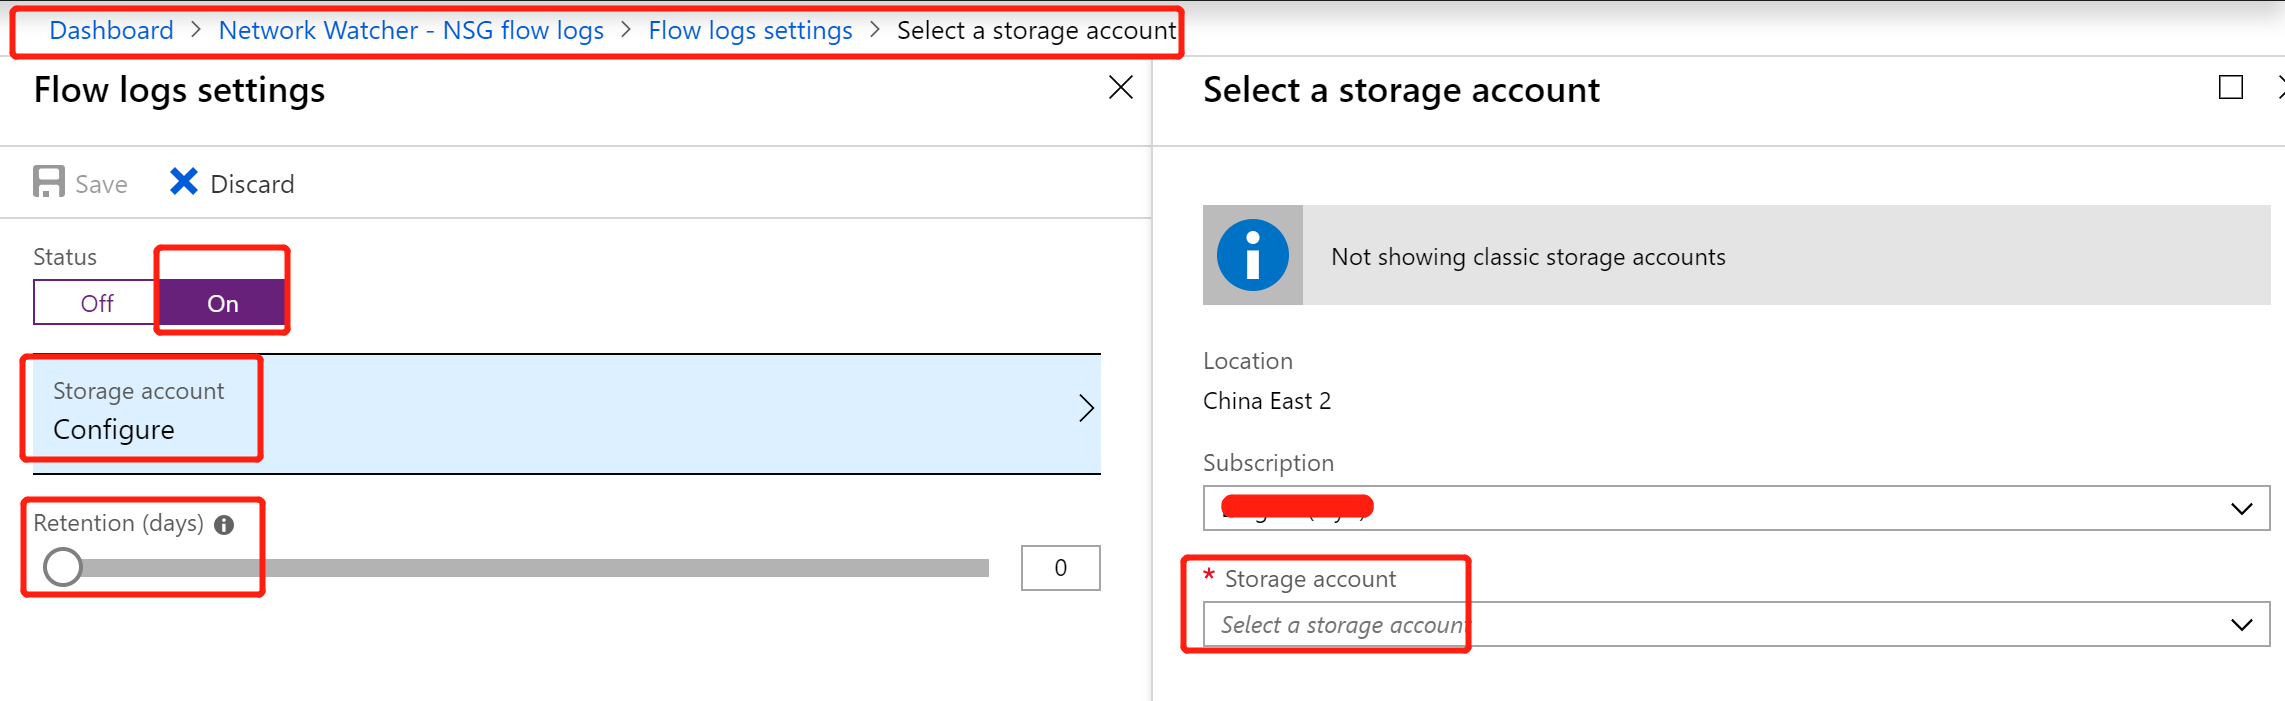 Dashboard > Network Watcher - NSG flow logs > Flow logs settings > Select a storage account
Flow logs settings
Save
Discard
Status
Off
On
Storage account
Configure
Retention (days)
0
Select a storage account
Not showing classic storage accounts
Location
China East 2
Subscription
* Storage account
Select a storage account